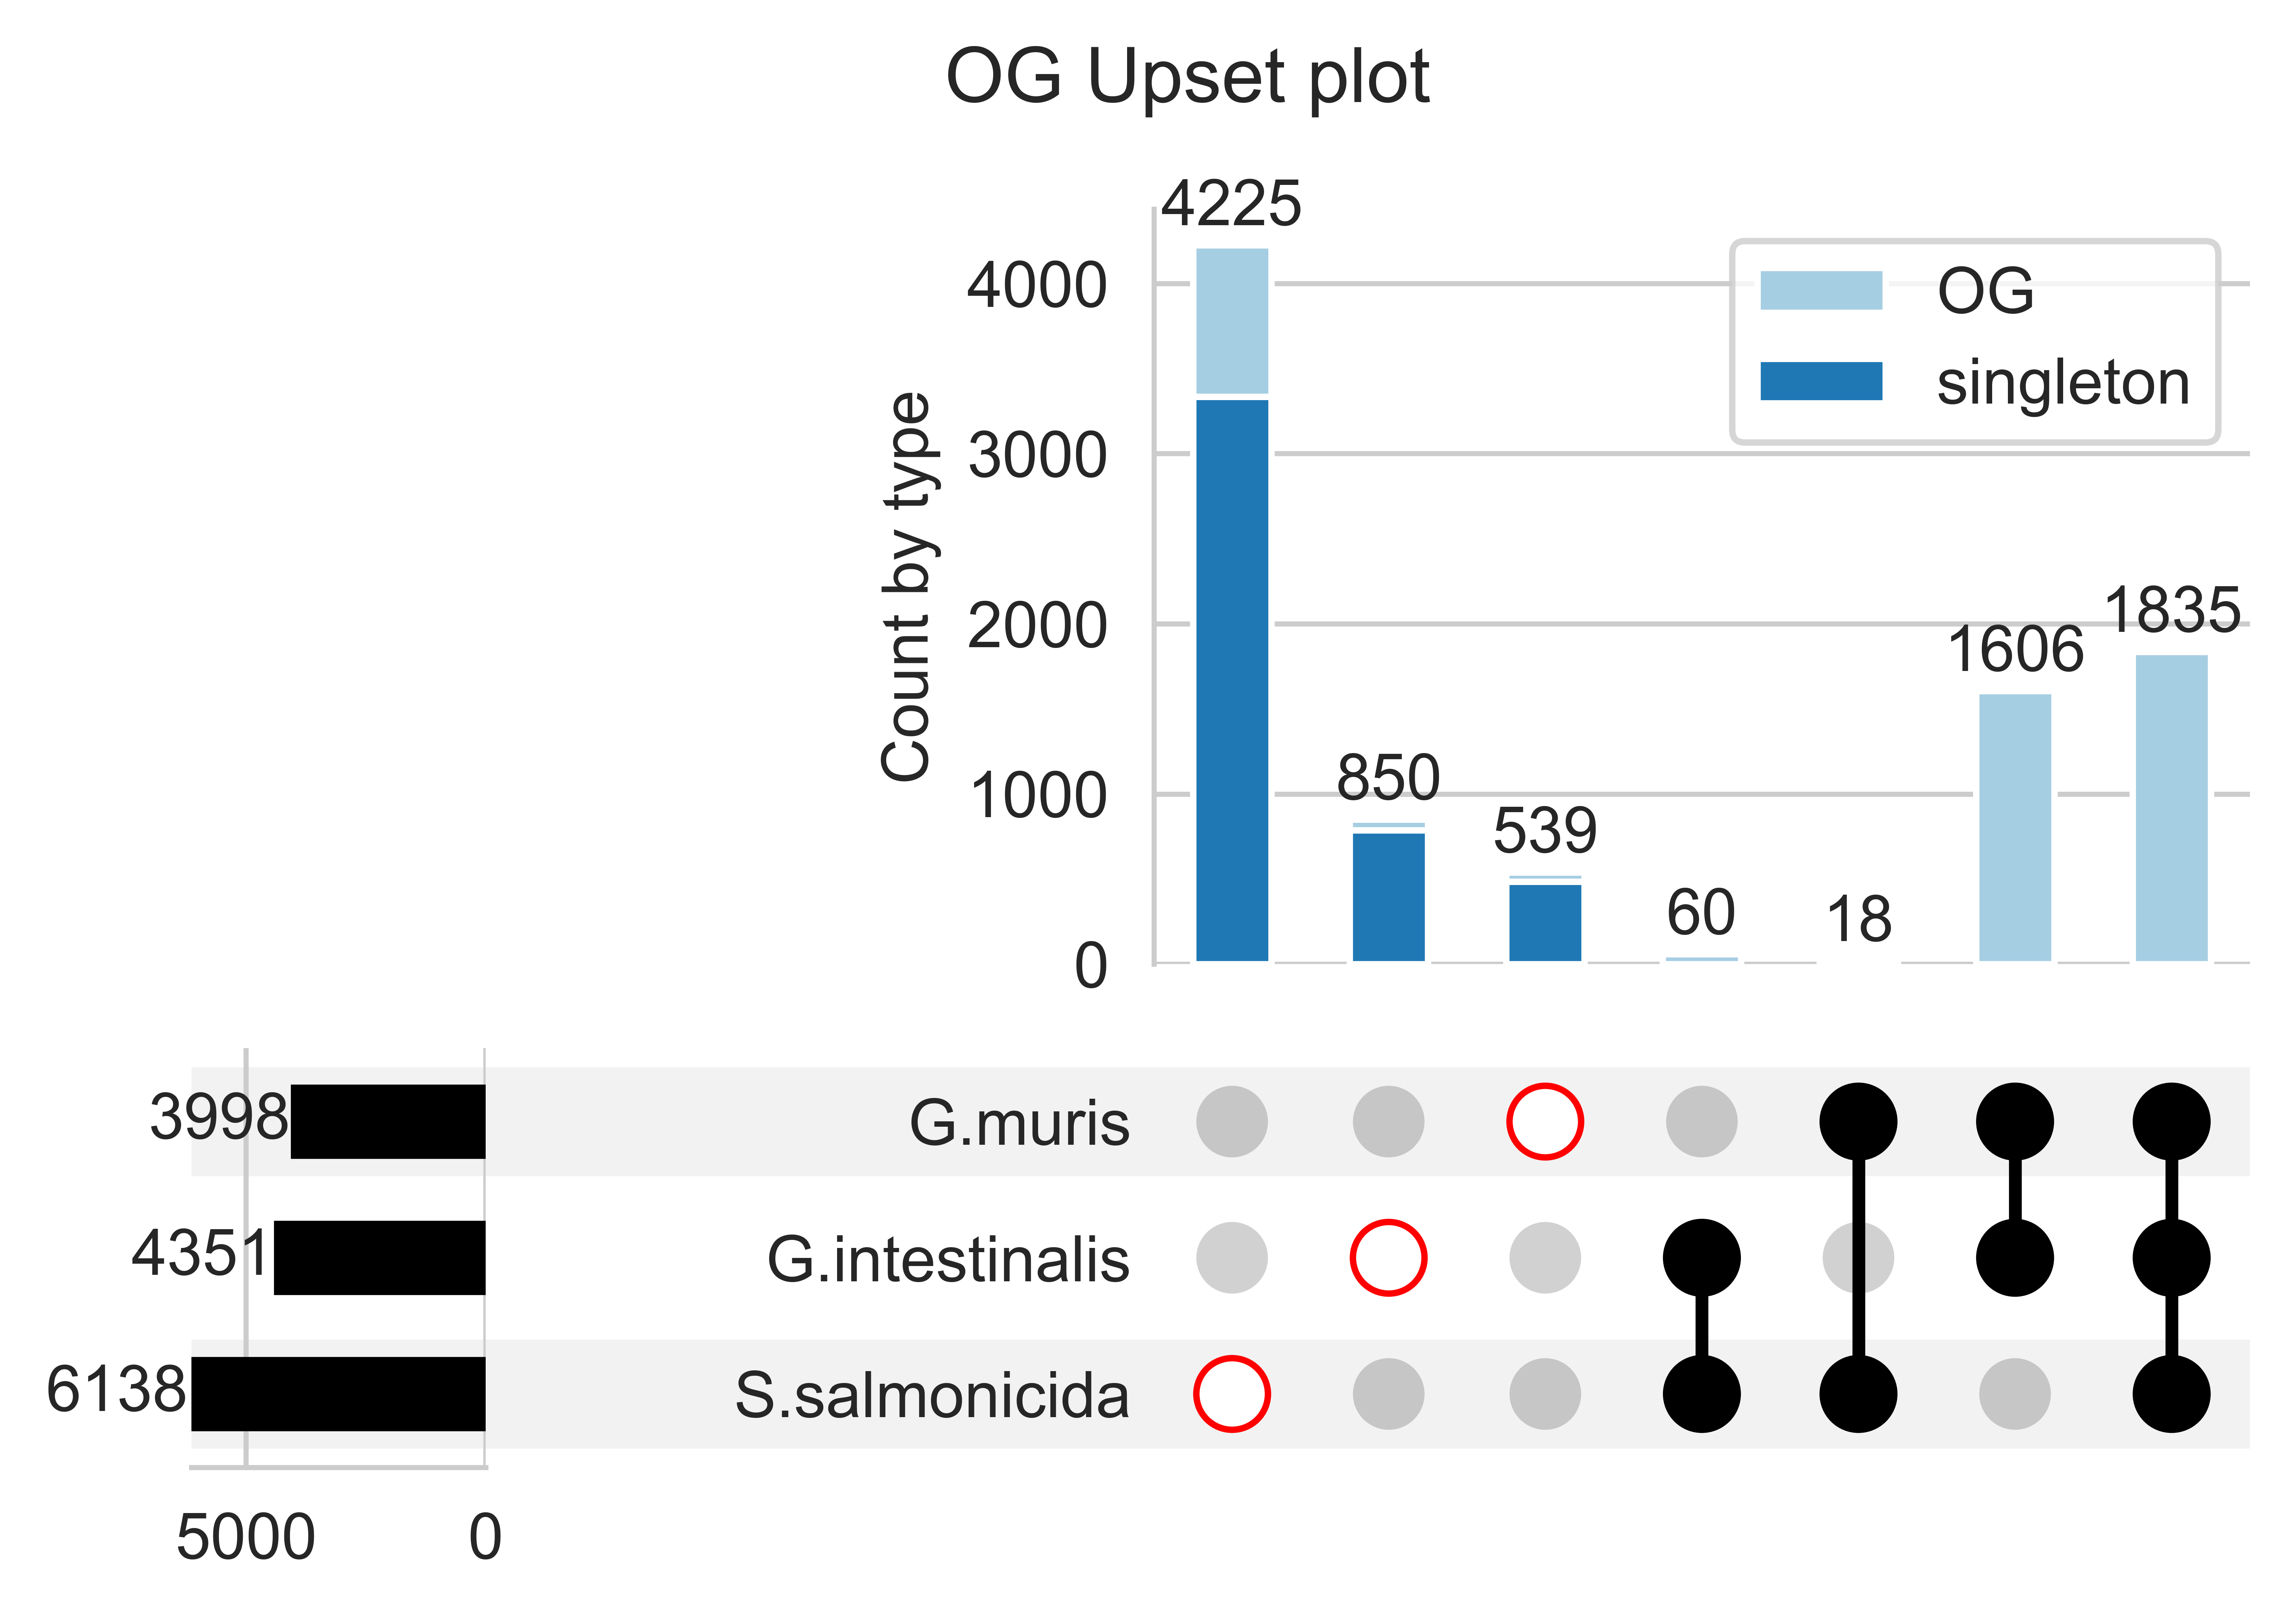 OG Upset plot
4225
4000
OG
singleton
3000
Count by type
2000
1835
1606
1000
850
539
60
18
0
3998
G.muris
4351
G.intestinalis
6138
S.salmonicida
5000
0